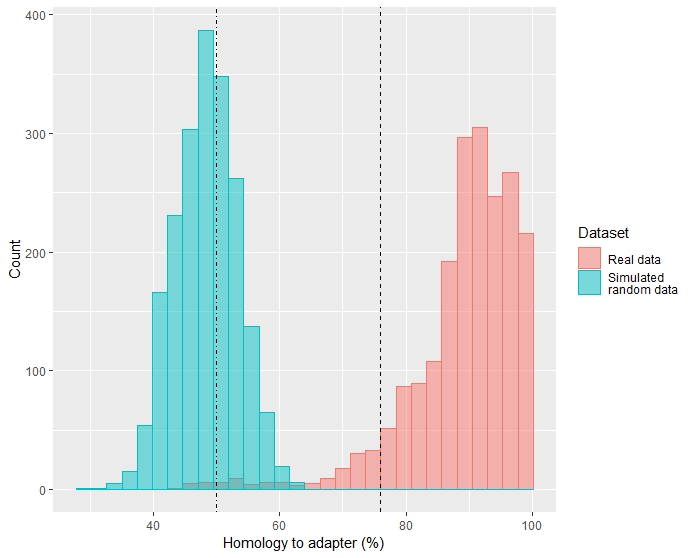 400
300
200
100
0
Count
40
60
80
100
Homology to adapter (%)
Dataset
Real data
Simulated
random data